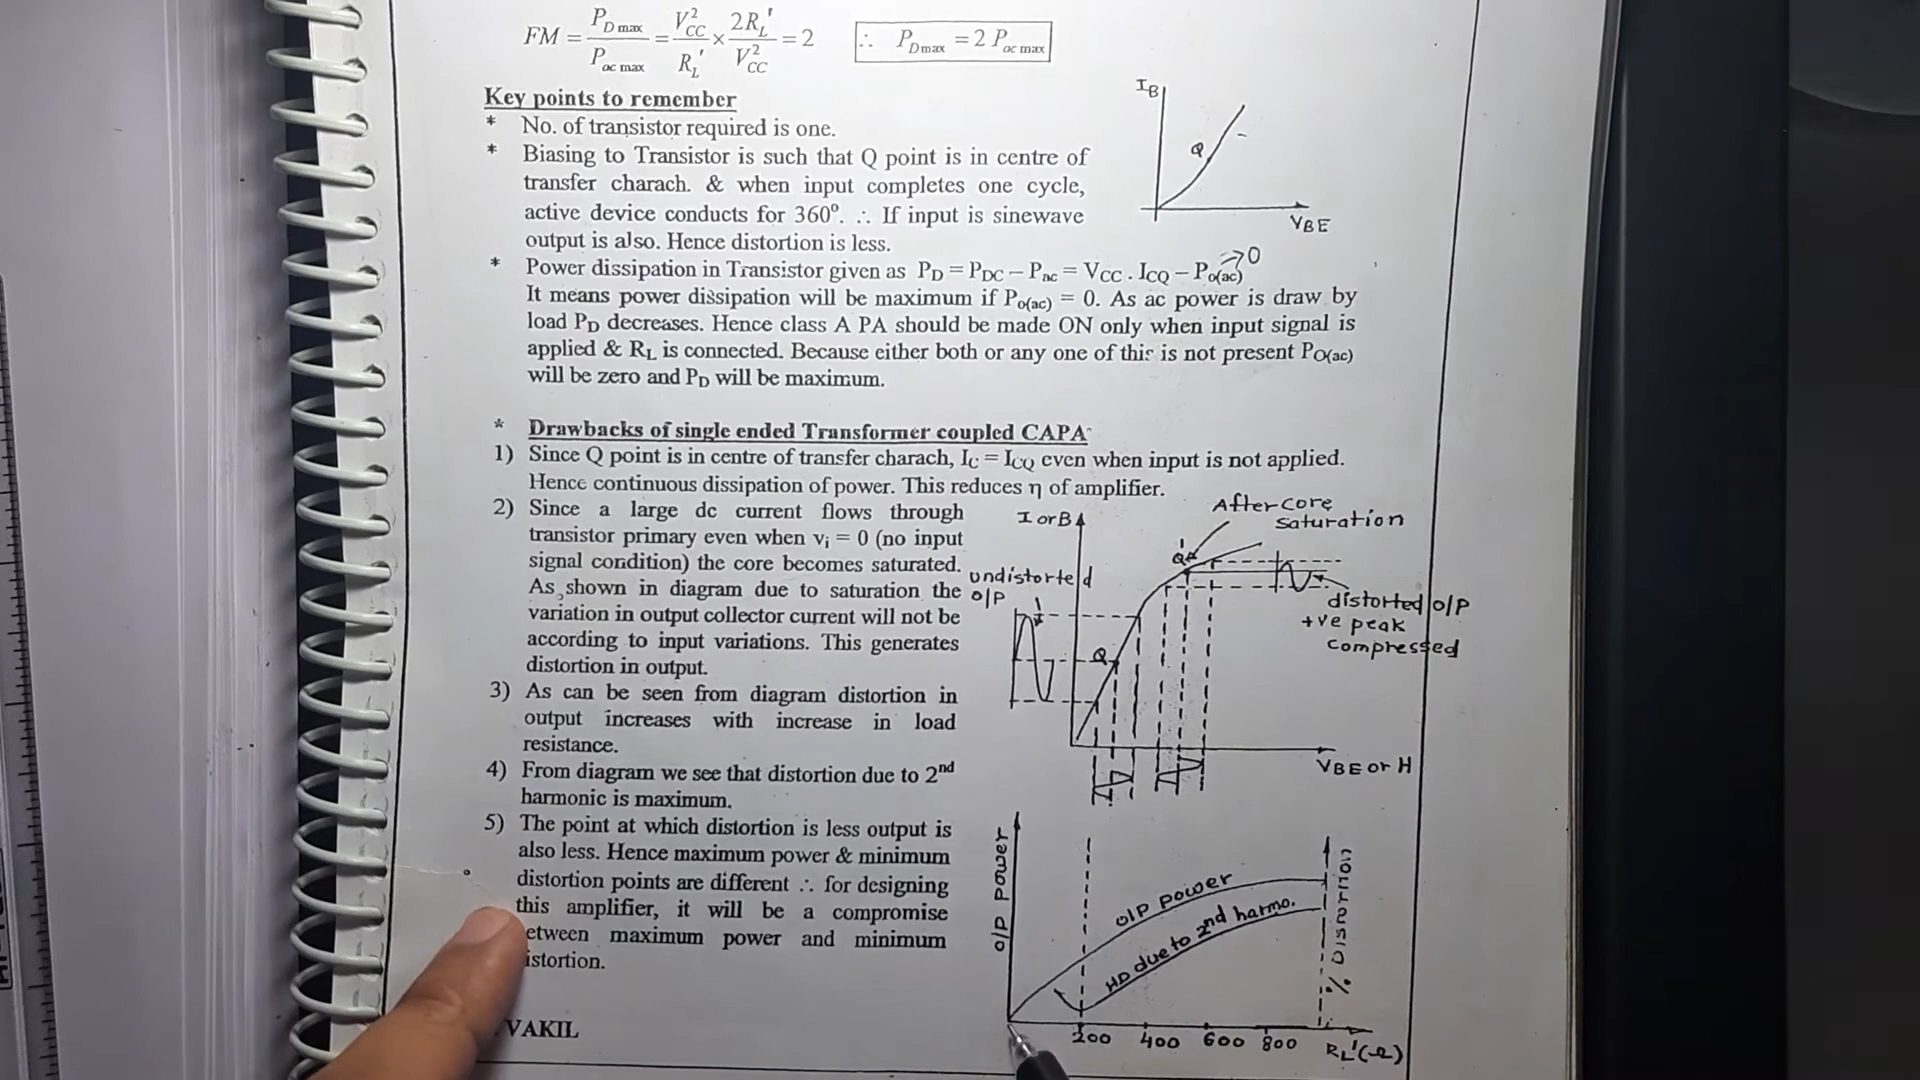 FM = P_D max / P_ac max = V²_CC / R_L' × 2R_L' / V²_CC = 2    ∴ P_D max = 2 P_ac max
Key points to remember
* No. of transistor required is one.
* Biasing to Transistor is such that Q point is in centre of
transfer charach. & when input completes one cycle,
active device conducts for 360°. ∴ If input is sinewave
output is also. Hence distortion is less.
I_B
Q
V_BE
* Power dissipation in Transistor given as P_D = P_DC – P_ac = V_CC . I_CQ – P_o(ac) → 0
It means power dissipation will be maximum if P_o(ac) = 0. As ac power is draw by
load P_D decreases. Hence class A PA should be made ON only when input signal is
applied & R_L is connected. Because either both or any one of this is not present P_O(ac)
will be zero and P_D will be maximum.
* Drawbacks of single ended Transformer coupled CAPA
1) Since Q point is in centre of transfer charach, I_C = I_CQ even when input is not applied.
Hence continuous dissipation of power. This reduces η of amplifier.
2) Since a large dc current flows through
transistor primary even when v_i = 0 (no input
signal condition) the core becomes saturated.
As shown in diagram due to saturation the
variation in output collector current will not be
according to input variations. This generates
distortion in output.
3) As can be seen from diagram distortion in
output increases with increase in load
resistance.
4) From diagram we see that distortion due to 2nd
harmonic is maximum.
5) The point at which distortion is less output is
also less. Hence maximum power & minimum
distortion points are different ∴ for designing
this amplifier, it will be a compromise
etween maximum power and minimum
istortion.
I or B
After core
saturation
Q
undistorted
O/P
distorted O/P
+ve peak
compressed
Q
V_BE or H
O/P power
O/P power
HD due to 2nd harmo.
% Distortion
200 400 600 800 R_L'(Ω)
VAKIL